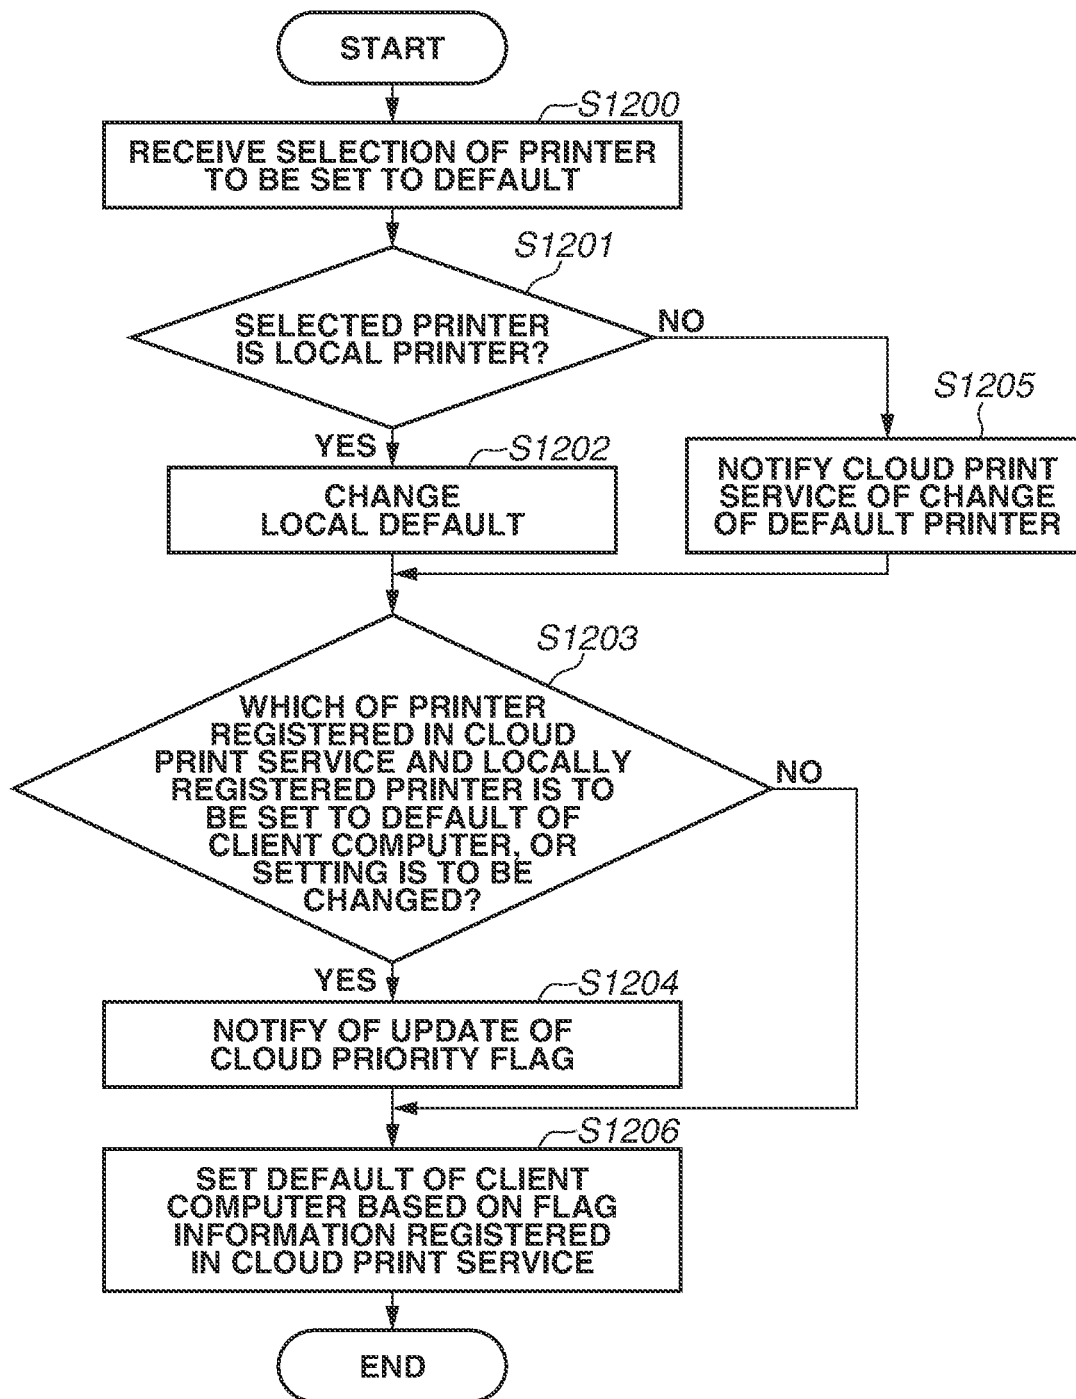 START
S1200
RECEIVE SELECTION OF PRINTER
TO BE SET TO DEFAULT
S1201
SELECTED PRINTER
IS LOCAL PRINTER?
NO
YES
S1202
CHANGE
LOCAL DEFAULT
S1205
NOTIFY CLOUD PRINT
SERVICE OF CHANGE
OF DEFAULT PRINTER
S1203
WHICH OF PRINTER
REGISTERED IN CLOUD
PRINT SERVICE AND LOCALLY
REGISTERED PRINTER IS TO
BE SET TO DEFAULT OF
CLIENT COMPUTER, OR
SETTING IS TO BE
CHANGED?
NO
YES
S1204
NOTIFY OF UPDATE OF
CLOUD PRIORITY FLAG
S1206
SET DEFAULT OF CLIENT
COMPUTER BASED ON FLAG
INFORMATION REGISTERED
IN CLOUD PRINT SERVICE
END